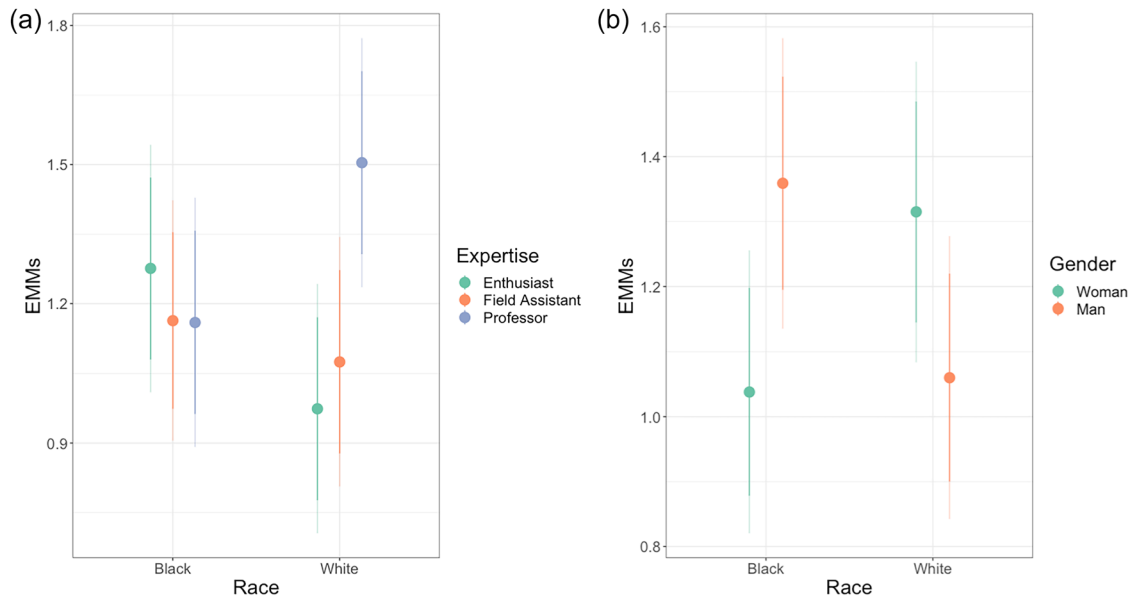 (a)
1.8
1.5
1.2
0.9
EMMs
Black
White
Race
Expertise
Enthusiast
Field Assistant
Professor
(b)
1.6
1.4
1.2
1.0
0.8
EMMs
Black
White
Race
Gender
Woman
Man